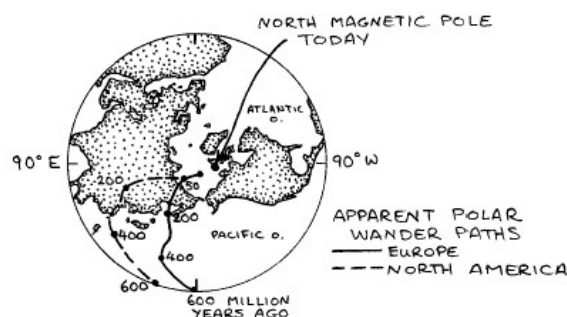 NORTH MAGNETIC POLE
TODAY
ATLANTIC
O.
90° E
90° W
200
50
200
PACIFIC O.
400
400
600
600 MILLION
YEARS AGO
APPARENT POLAR
WANDER PATHS
EUROPE
NORTH AMERICA